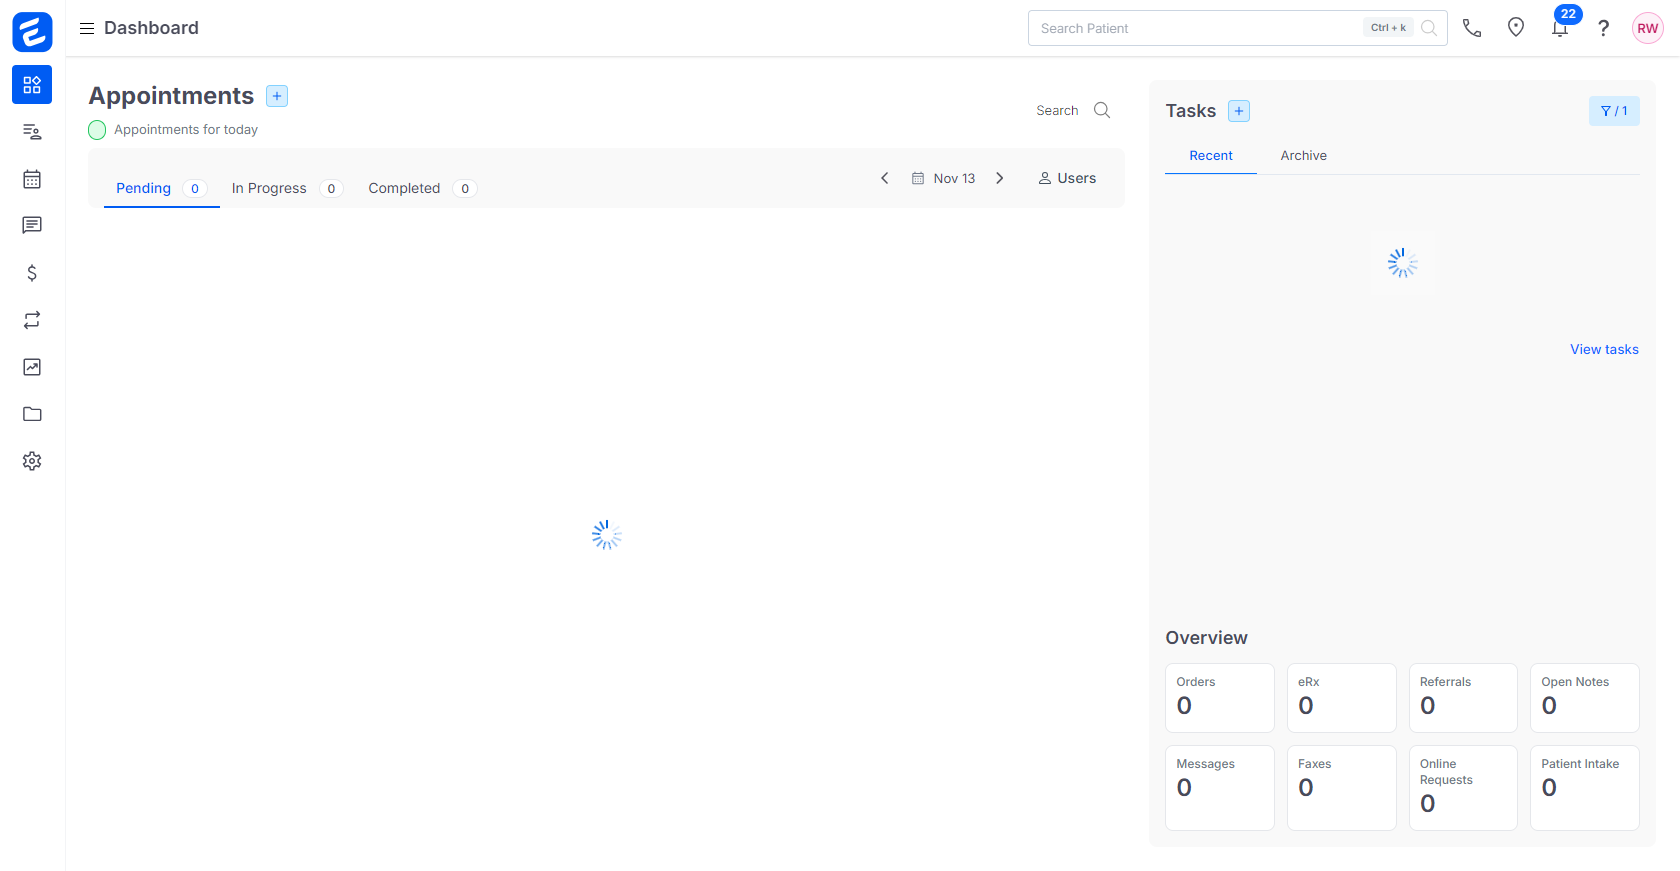 Dashboard
Search Patient
Ctrl + k
22
?
RW
Appointments +
Appointments for today
Search
Pending 0 In Progress 0 Completed 0
Nov 13
Users
Tasks +
/ 1
Recent Archive
View tasks
Overview
Orders
0
eRx
0
Referrals
0
Open Notes
0
Messages
0
Faxes
0
Online
Requests
0
Patient Intake
0